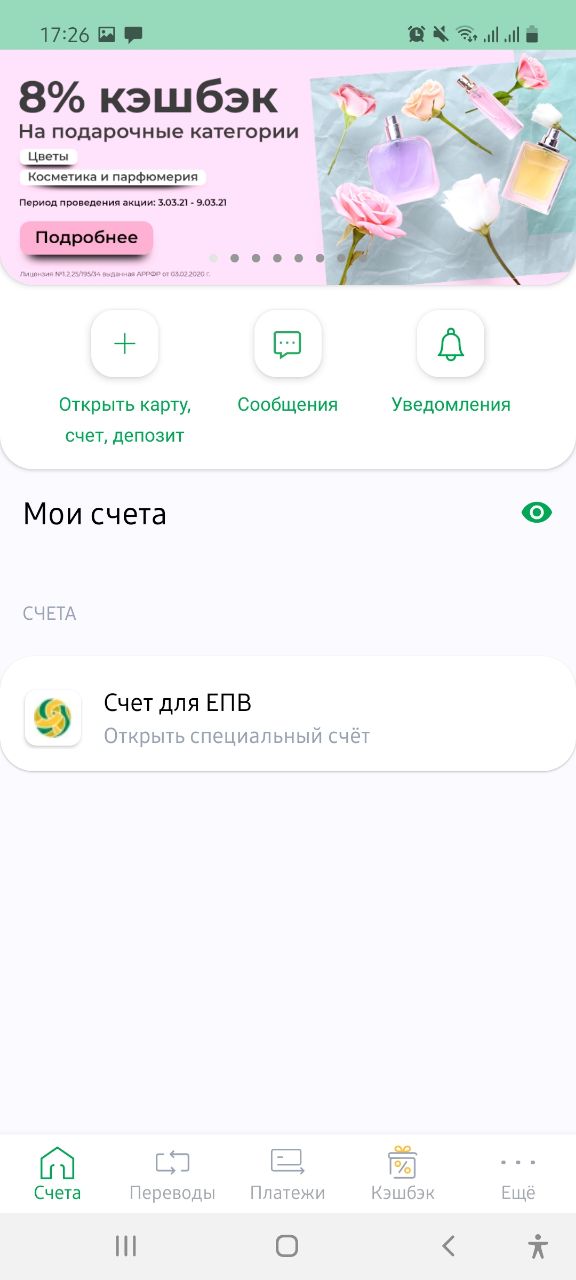 17:26
8% кэшбэк
На подарочные категории
Цветы
Косметика и парфюмерия
Период проведения акции: 3.03.21 - 9.03.21
Подробнее
Лицензия №1.2.25/195/34 выданная АРРФР от 03.02.2020 г.
Открыть карту,
счет, депозит
Сообщения
Уведомления
Мои счета
СЧЕТА
Счет для ЕПВ
Открыть специальный счёт
Счета
Переводы
Платежи
Кэшбэк
Ещё